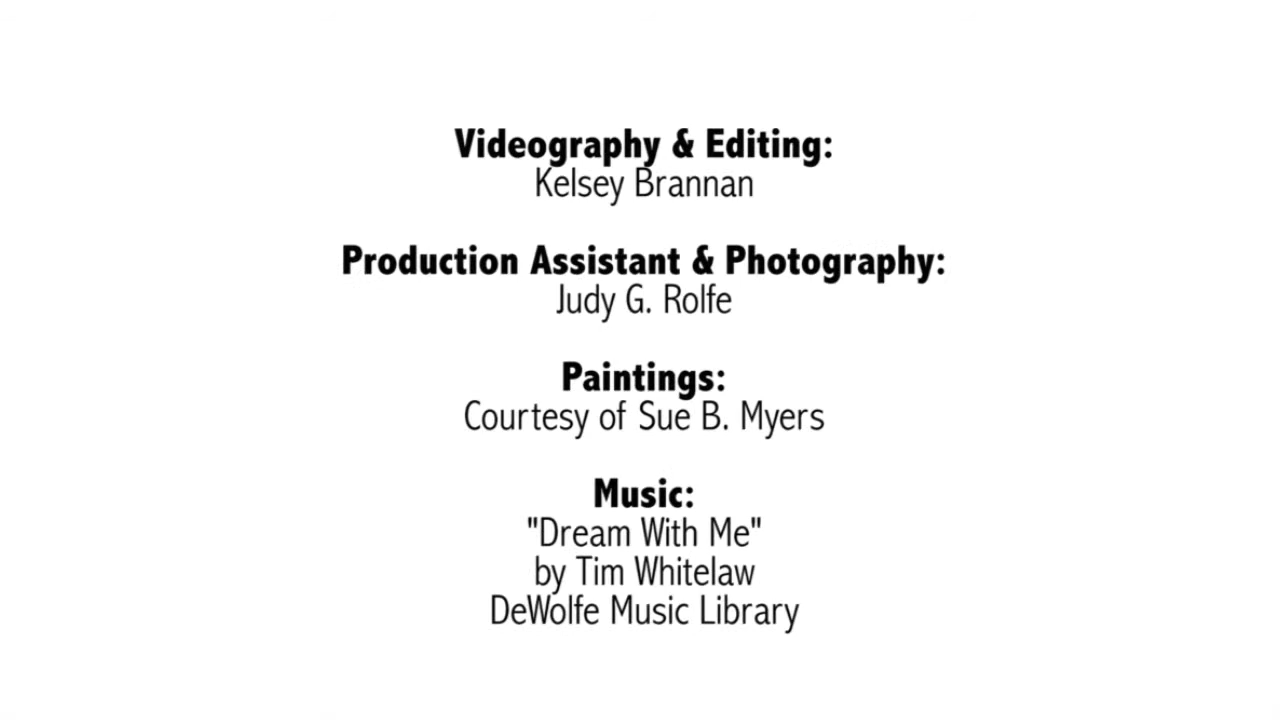 Videography & Editing:
Kelsey Brannan
Production Assistant & Photography:
Judy G. Rolfe
Paintings:
Courtesy of Sue B. Myers
Music:
"Dream With Me"
by Tim Whitelaw
DeWolfe Music Library